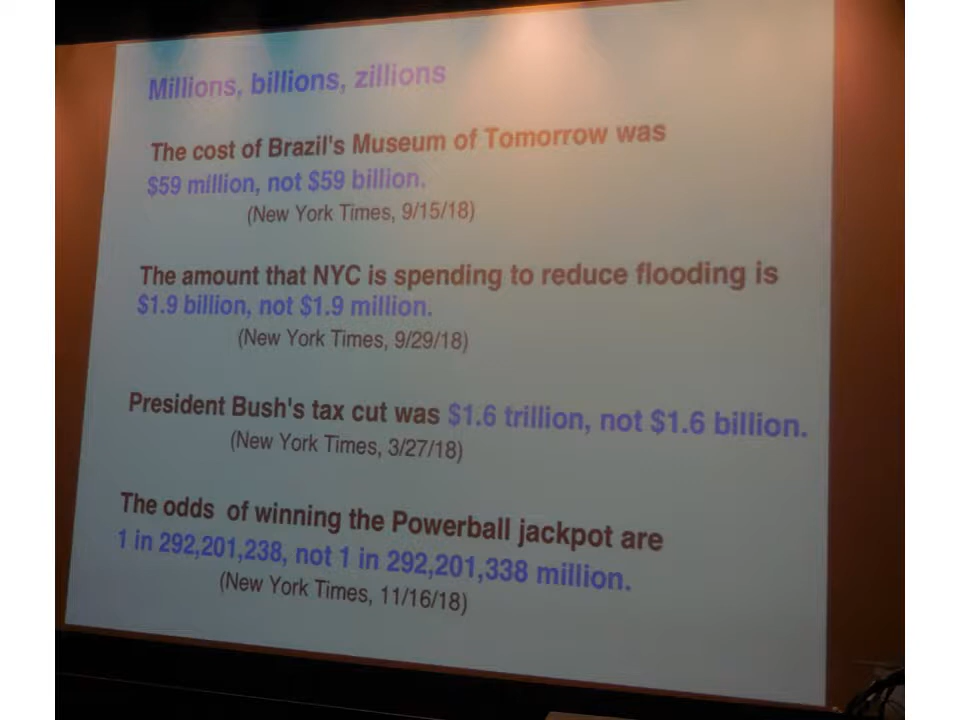 Millions, billions, zillions
The cost of Brazil's Museum of Tomorrow was
$59 million, not $59 billion.
(New York Times, 9/15/18)
The amount that NYC is spending to reduce flooding is
$1.9 billion, not $1.9 million.
(New York Times, 9/29/18)
President Bush's tax cut was $1.6 trillion, not $1.6 billion.
(New York Times, 3/27/18)
The odds of winning the Powerball jackpot are
1 in 292,201,238, not 1 in 292,201,338 million.
(New York Times, 11/16/18)